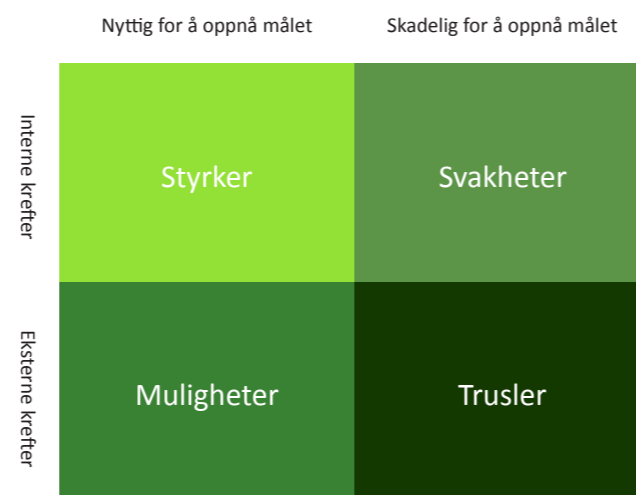 Nyttig for å oppnå målet
Skadelig for å oppnå målet
Interne krefter
Styrker
Svakheter
Eksterne krefter
Muligheter
Trusler